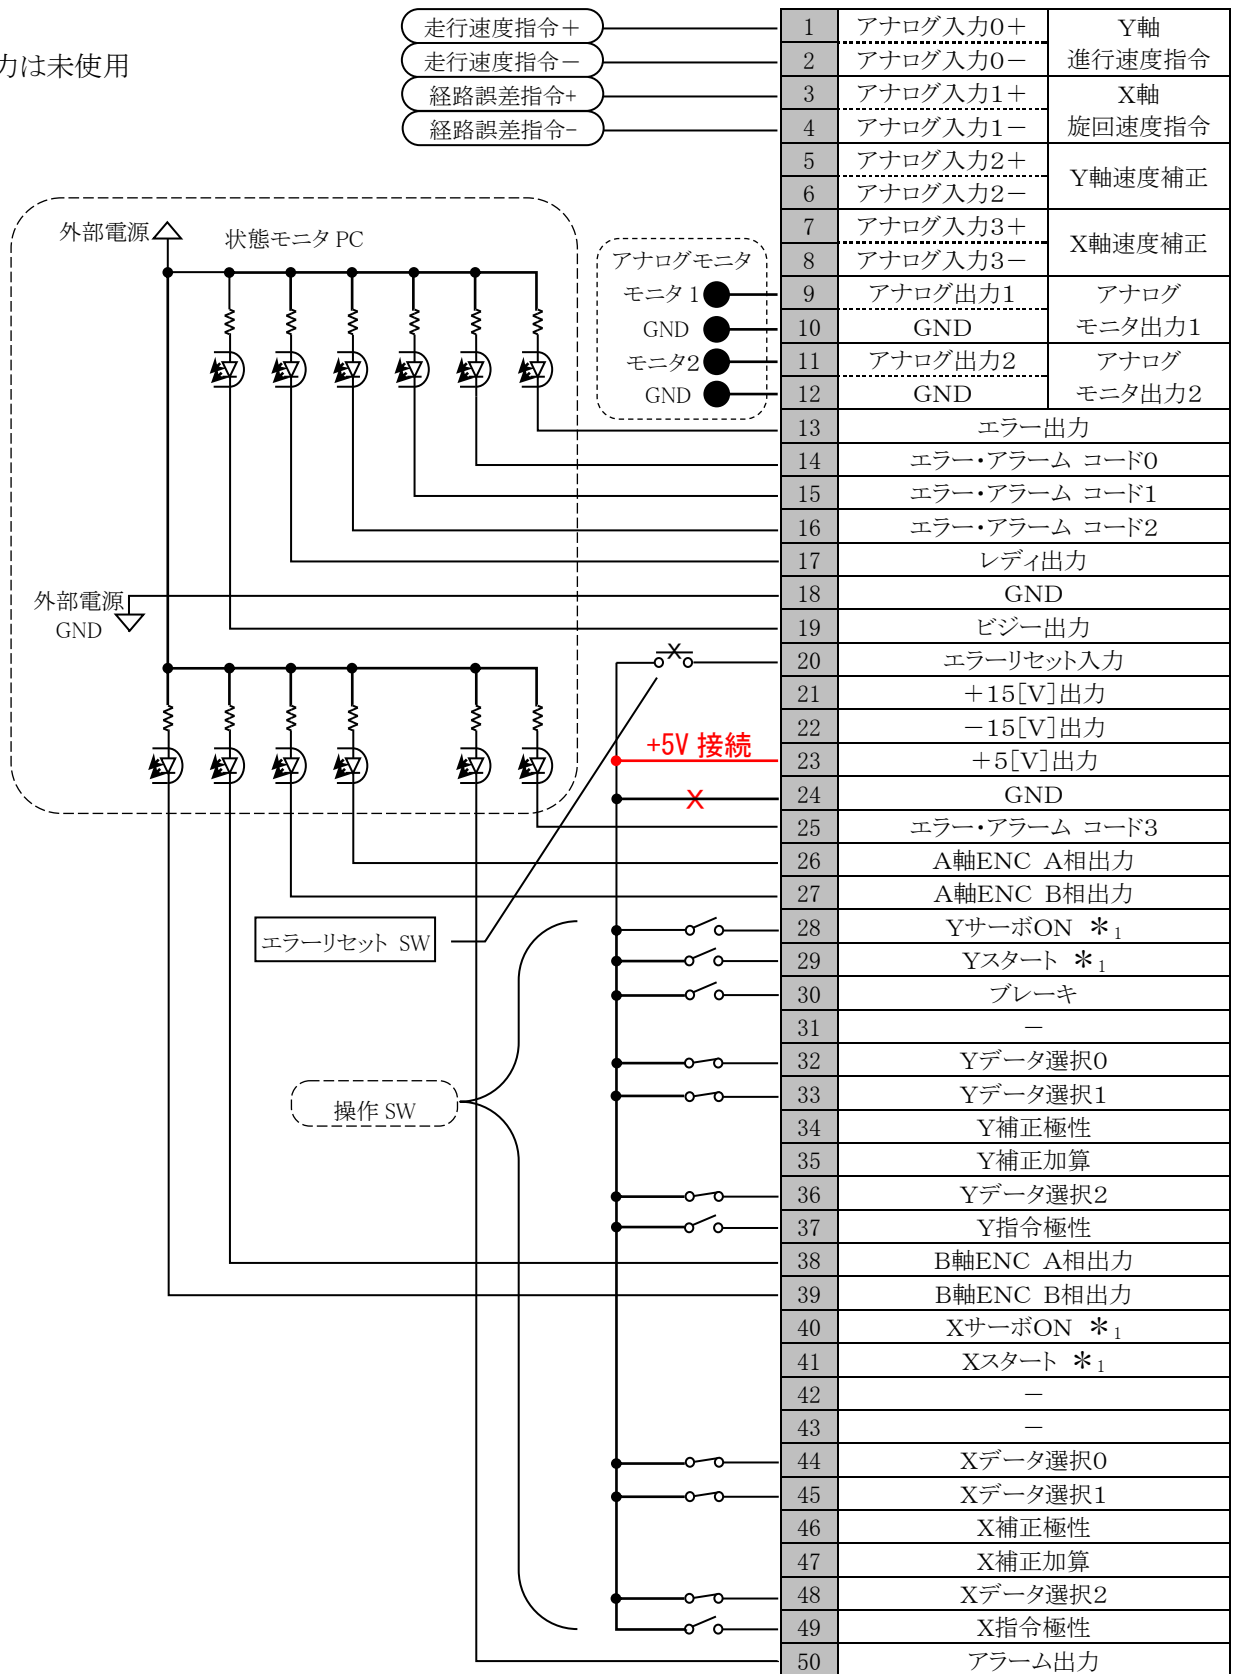 力は未使用
走行速度指令＋
走行速度指令－
経路誤差指令+
経路誤差指令-
外部電源
状態モニタ PC
アナログモニタ
モニタ 1
GND
モニタ2
GND
外部電源
GND
+5V 接続
X
X
エラーリセット SW
操作 SW
1 アナログ入力0＋ Y軸
2 アナログ入力0－ 進行速度指令
3 アナログ入力1＋ X軸
4 アナログ入力1－ 旋回速度指令
5 アナログ入力2＋ Y軸速度補正
6 アナログ入力2－
7 アナログ入力3＋ X軸速度補正
8 アナログ入力3－
9 アナログ出力1 アナログ
10 GND モニタ出力1
11 アナログ出力2 アナログ
12 GND モニタ出力2
13 エラー出力
14 エラー・アラーム コード0
15 エラー・アラーム コード1
16 エラー・アラーム コード2
17 レディ出力
18 GND
19 ビジー出力
20 エラーリセット入力
21 ＋15[V]出力
22 －15[V]出力
23 ＋5[V]出力
24 GND
25 エラー・アラーム コード3
26 A軸ENC A相出力
27 A軸ENC B相出力
28 YサーボON ＊1
29 Yスタート ＊1
30 ブレーキ
31 －
32 Yデータ選択0
33 Yデータ選択1
34 Y補正極性
35 Y補正加算
36 Yデータ選択2
37 Y指令極性
38 B軸ENC A相出力
39 B軸ENC B相出力
40 XサーボON ＊1
41 Xスタート ＊1
42 －
43 －
44 Xデータ選択0
45 Xデータ選択1
46 X補正極性
47 X補正加算
48 Xデータ選択2
49 X指令極性
50 アラーム出力